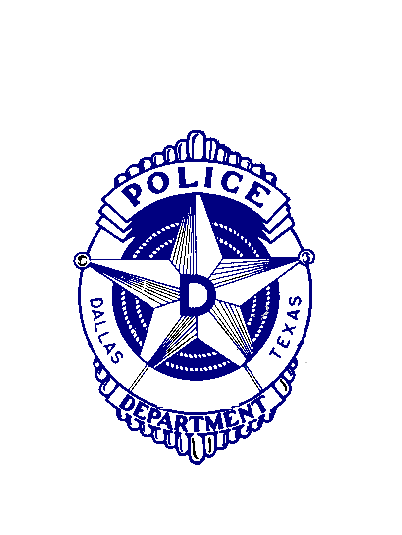 POLICE
D
DALLAS
TEXAS
DEPARTMENT